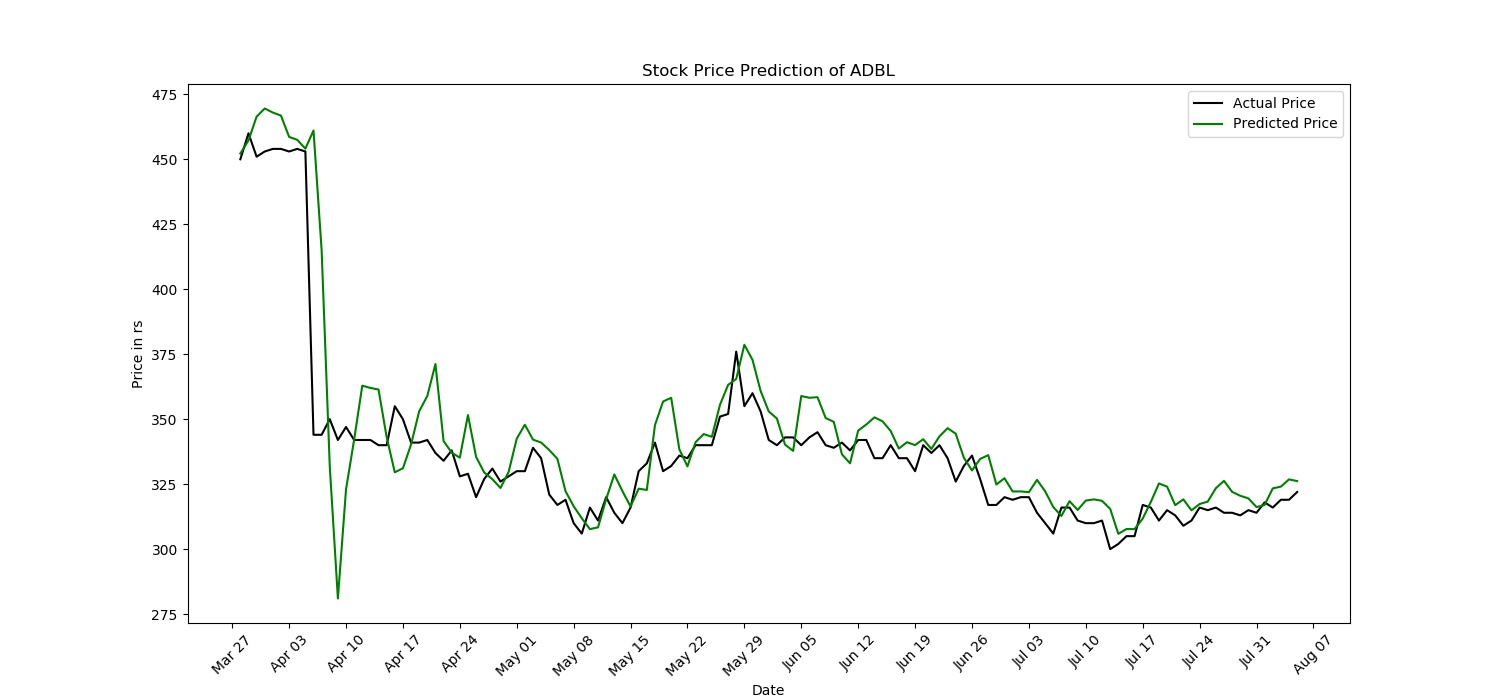 Stock Price Prediction of ADBL
Actual Price
Predicted Price
Price in rs
475
450
425
400
375
350
325
300
275
Mar 27
Apr 03
Apr 10
Apr 17
Apr 24
May 01
May 08
May 15
May 22
May 29
Jun 05
Jun 12
Jun 19
Jun 26
Jul 03
Jul 10
Jul 17
Jul 24
Jul 31
Aug 07
Date